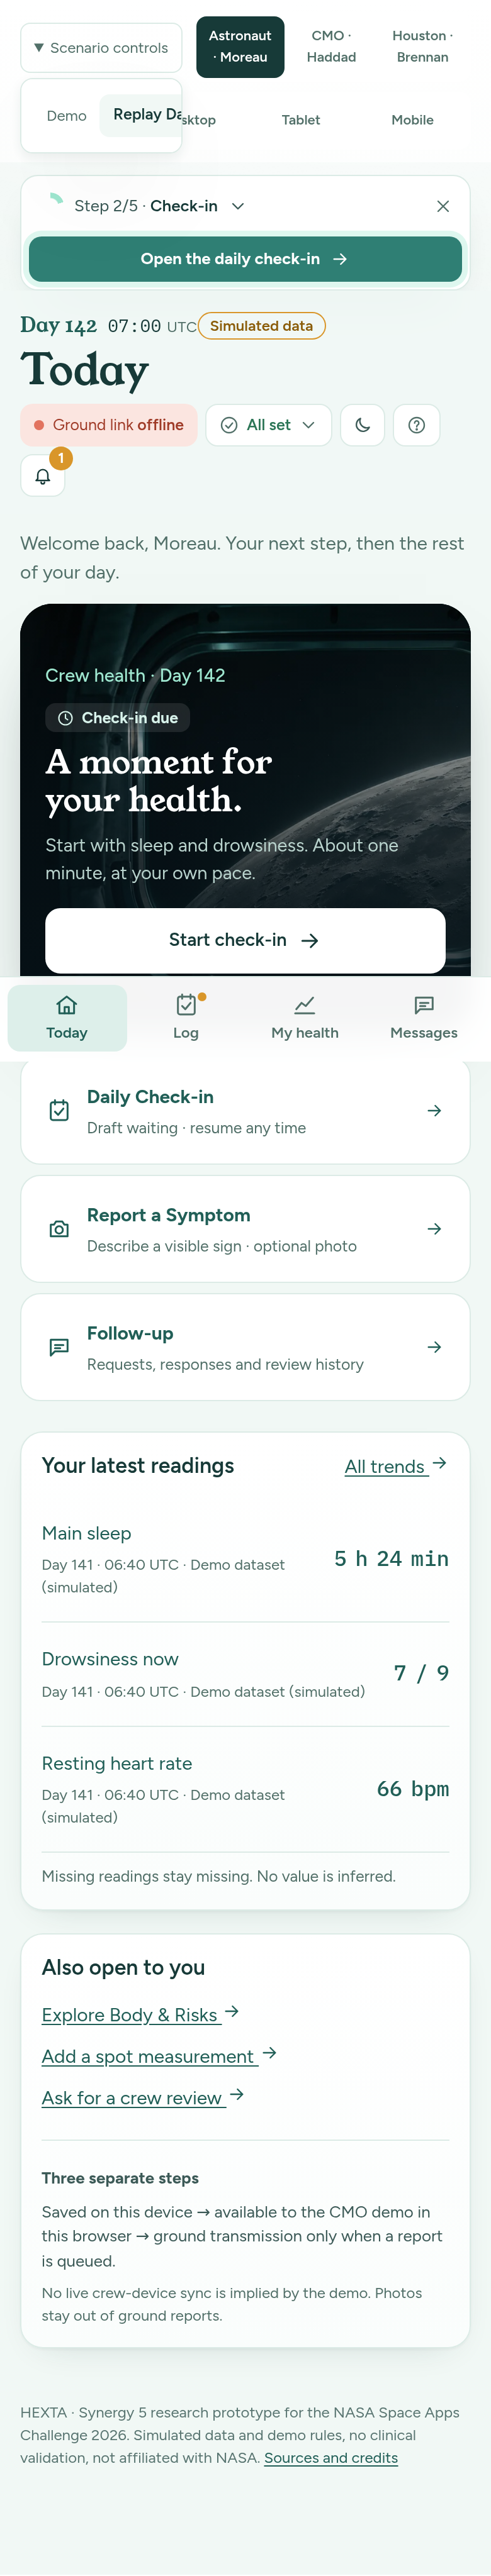 ▼ Scenario controls
Astronaut
· Moreau
CMO ·
Haddad
Houston ·
Brennan
Demo
Replay Da
sktop
Tablet
Mobile
Step 2/5 · Check-in
Open the daily check-in →
Day 142 07:00 UTC
Simulated data
Today
Ground link offline
All set
1
Welcome back, Moreau. Your next step, then the rest
of your day.
Crew health · Day 142
Check-in due
A moment for
your health.
Start with sleep and drowsiness. About one
minute, at your own pace.
Start check-in →
Today
Log
My health
Messages
Daily Check-in
Draft waiting · resume any time
Report a Symptom
Describe a visible sign · optional photo
Follow-up
Requests, responses and review history
Your latest readings
All trends →
Main sleep
Day 141 · 06:40 UTC · Demo dataset
(simulated)
5 h 24 min
Drowsiness now
Day 141 · 06:40 UTC · Demo dataset (simulated)
7 / 9
Resting heart rate
Day 141 · 06:40 UTC · Demo dataset
(simulated)
66 bpm
Missing readings stay missing. No value is inferred.
Also open to you
Explore Body & Risks →
Add a spot measurement →
Ask for a crew review →
Three separate steps
Saved on this device → available to the CMO demo in
this browser → ground transmission only when a report
is queued.
No live crew-device sync is implied by the demo. Photos
stay out of ground reports.
HEXTA · Synergy 5 research prototype for the NASA Space Apps
Challenge 2026. Simulated data and demo rules, no clinical
validation, not affiliated with NASA. Sources and credits